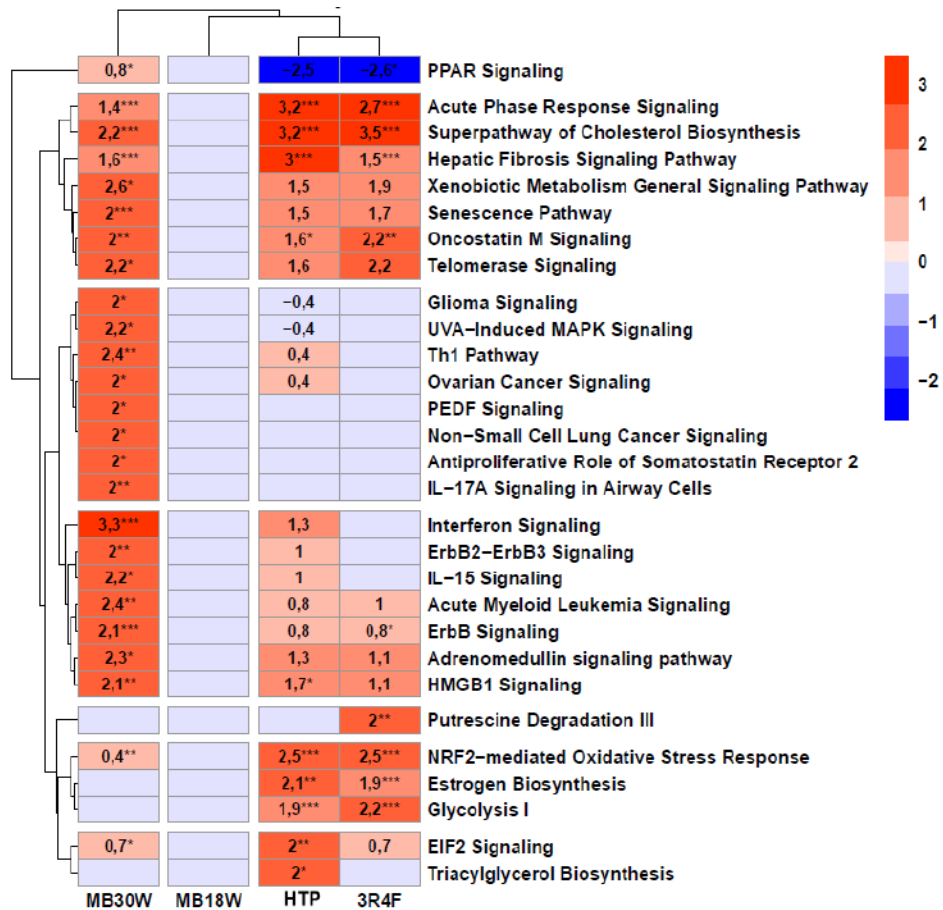 0,8* −2,5 −2,6* PPAR Signaling
1,4*** 3,2*** 2,7*** Acute Phase Response Signaling
2,2*** 3,2*** 3,5*** Superpathway of Cholesterol Biosynthesis
1,6*** 3*** 1,5*** Hepatic Fibrosis Signaling Pathway
2,6* 1,5 1,9 Xenobiotic Metabolism General Signaling Pathway
2*** 1,5 1,7 Senescence Pathway
2** 1,6* 2,2** Oncostatin M Signaling
2,2* 1,6 2,2 Telomerase Signaling
2* −0,4 Glioma Signaling
2,2* −0,4 UVA−Induced MAPK Signaling
2,4** 0,4 Th1 Pathway
2* 0,4 Ovarian Cancer Signaling
2* PEDF Signaling
2* Non−Small Cell Lung Cancer Signaling
2* Antiproliferative Role of Somatostatin Receptor 2
2** IL−17A Signaling in Airway Cells
3,3*** 1,3 Interferon Signaling
2** 1 ErbB2−ErbB3 Signaling
2,2* 1 IL−15 Signaling
2,4** 0,8 1 Acute Myeloid Leukemia Signaling
2,1*** 0,8 0,8* ErbB Signaling
2,3* 1,3 1,1 Adrenomedullin signaling pathway
2,1** 1,7* 1,1 HMGB1 Signaling
2** Putrescine Degradation III
0,4** 2,5*** 2,5*** NRF2−mediated Oxidative Stress Response
2,1** 1,9*** Estrogen Biosynthesis
1,9*** 2,2*** Glycolysis I
0,7* 2** 0,7 EIF2 Signaling
2* Triacylglycerol Biosynthesis
MB30W MB18W HTP 3R4F
3
2
1
0
−1
−2